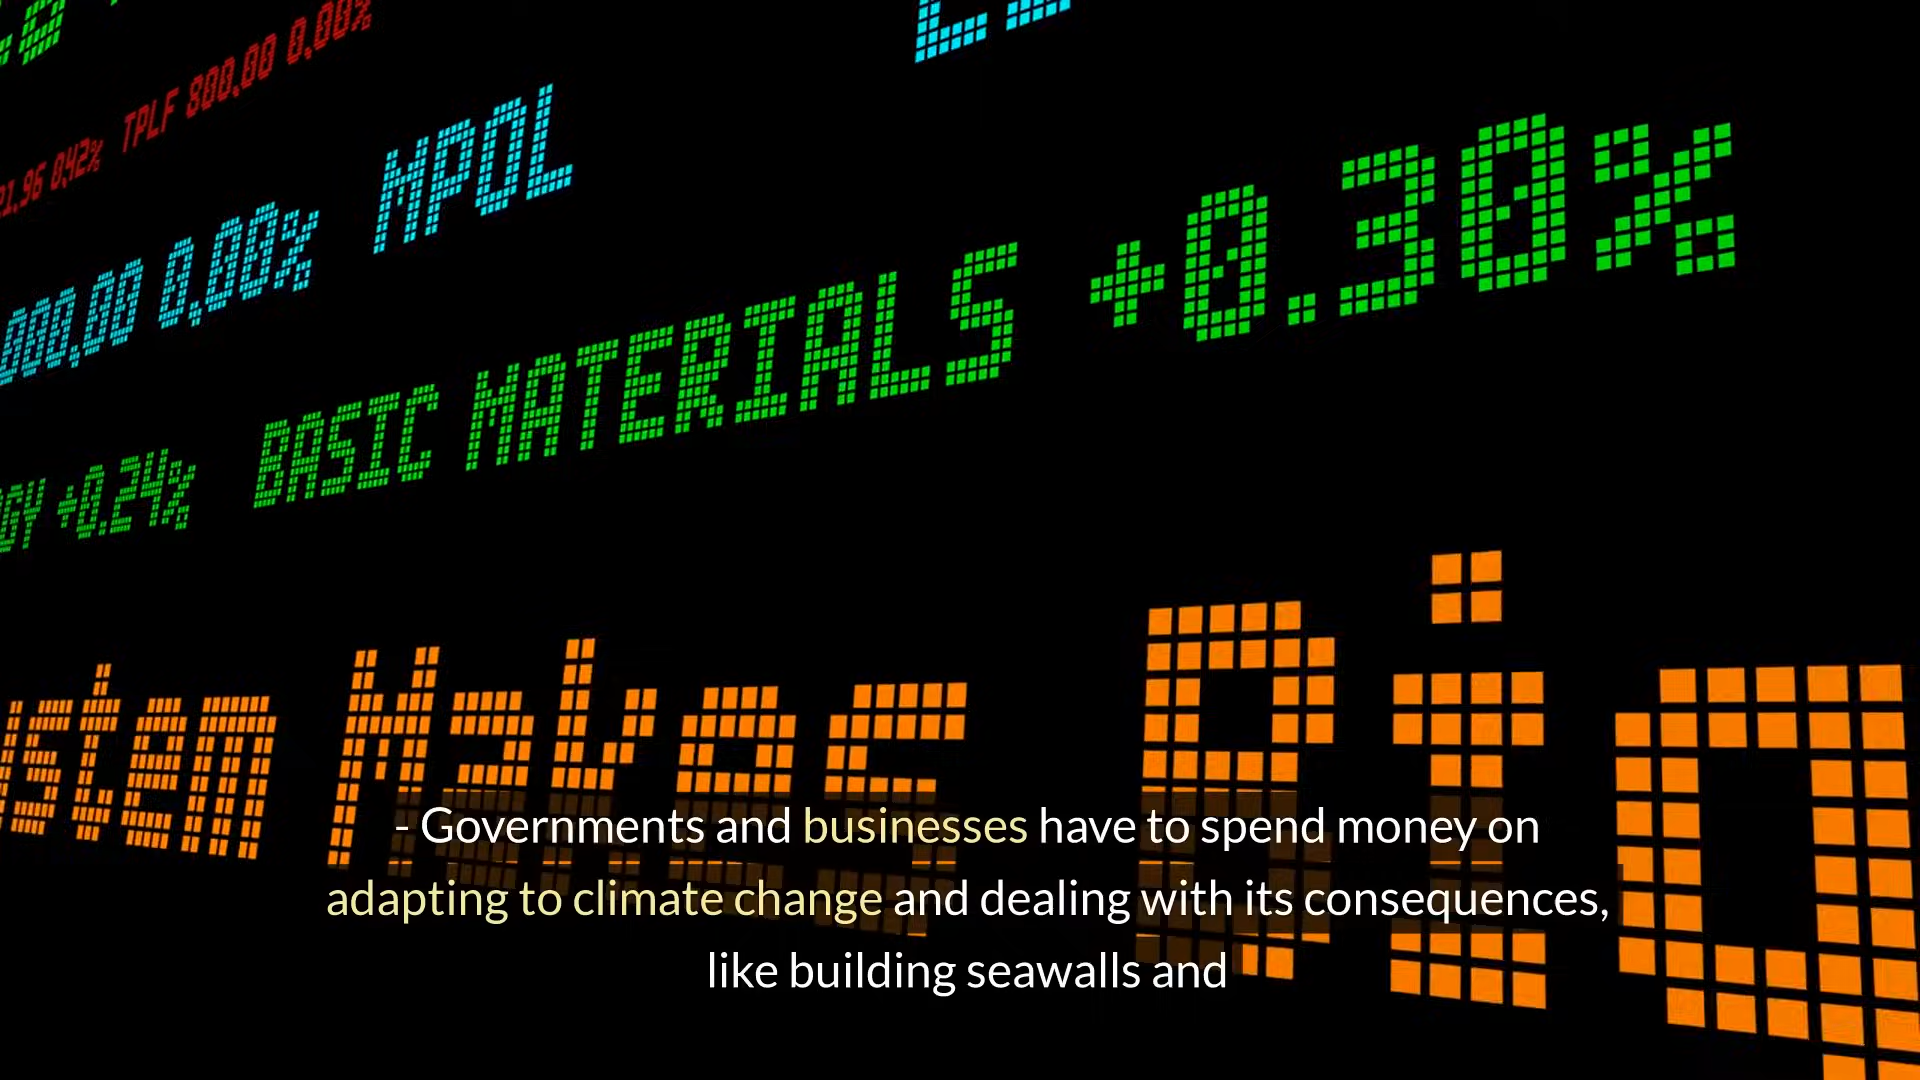 TPLF 800.00 0.00%
0.42%
MPOL
0.00%
BASIC MATERIALS +0.30%
+0.24%
Makes
- Governments and businesses have to spend money on
adapting to climate change and dealing with its consequences,
like building seawalls and